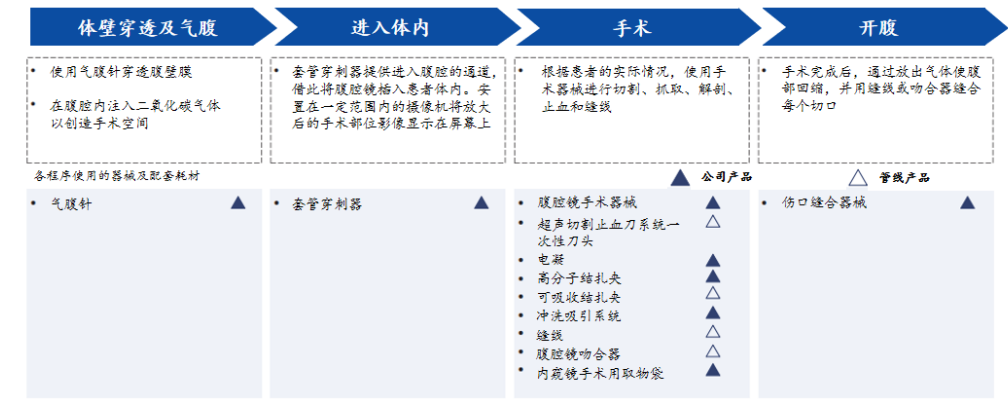 体壁穿透及气腹
进入体内
手术
开腹
• 使用气腹针穿透腹壁膜
• 在腹腔内注入二氧化碳气体
以创造手术空间
• 套管穿刺器提供进入腹腔的通道，
借此将腹腔镜插入患者体内。安
置在一定范围内的摄像机将放大
后的手术部位影像显示在屏幕上
• 根据患者的实际情况，使用手
术器械进行切割、抓取、解剖、
止血和缝线
• 手术完成后，通过放出气体使腹
部回缩，并用缝线或吻合器缝合
每个切口
各程序使用的器械及配套耗材
▲ 公司产品
△ 管线产品
• 气腹针 ▲
• 套管穿刺器 ▲
• 腹腔镜手术器械 ▲
• 超声切割止血刀系统一 △
次性刀头
• 电凝 ▲
• 高分子结扎夹 ▲
• 可吸收结扎夹 △
• 冲洗吸引系统 ▲
• 缝线 △
• 腹腔镜吻合器 △
• 内窥镜手术用取物袋 ▲
• 伤口缝合器械 ▲